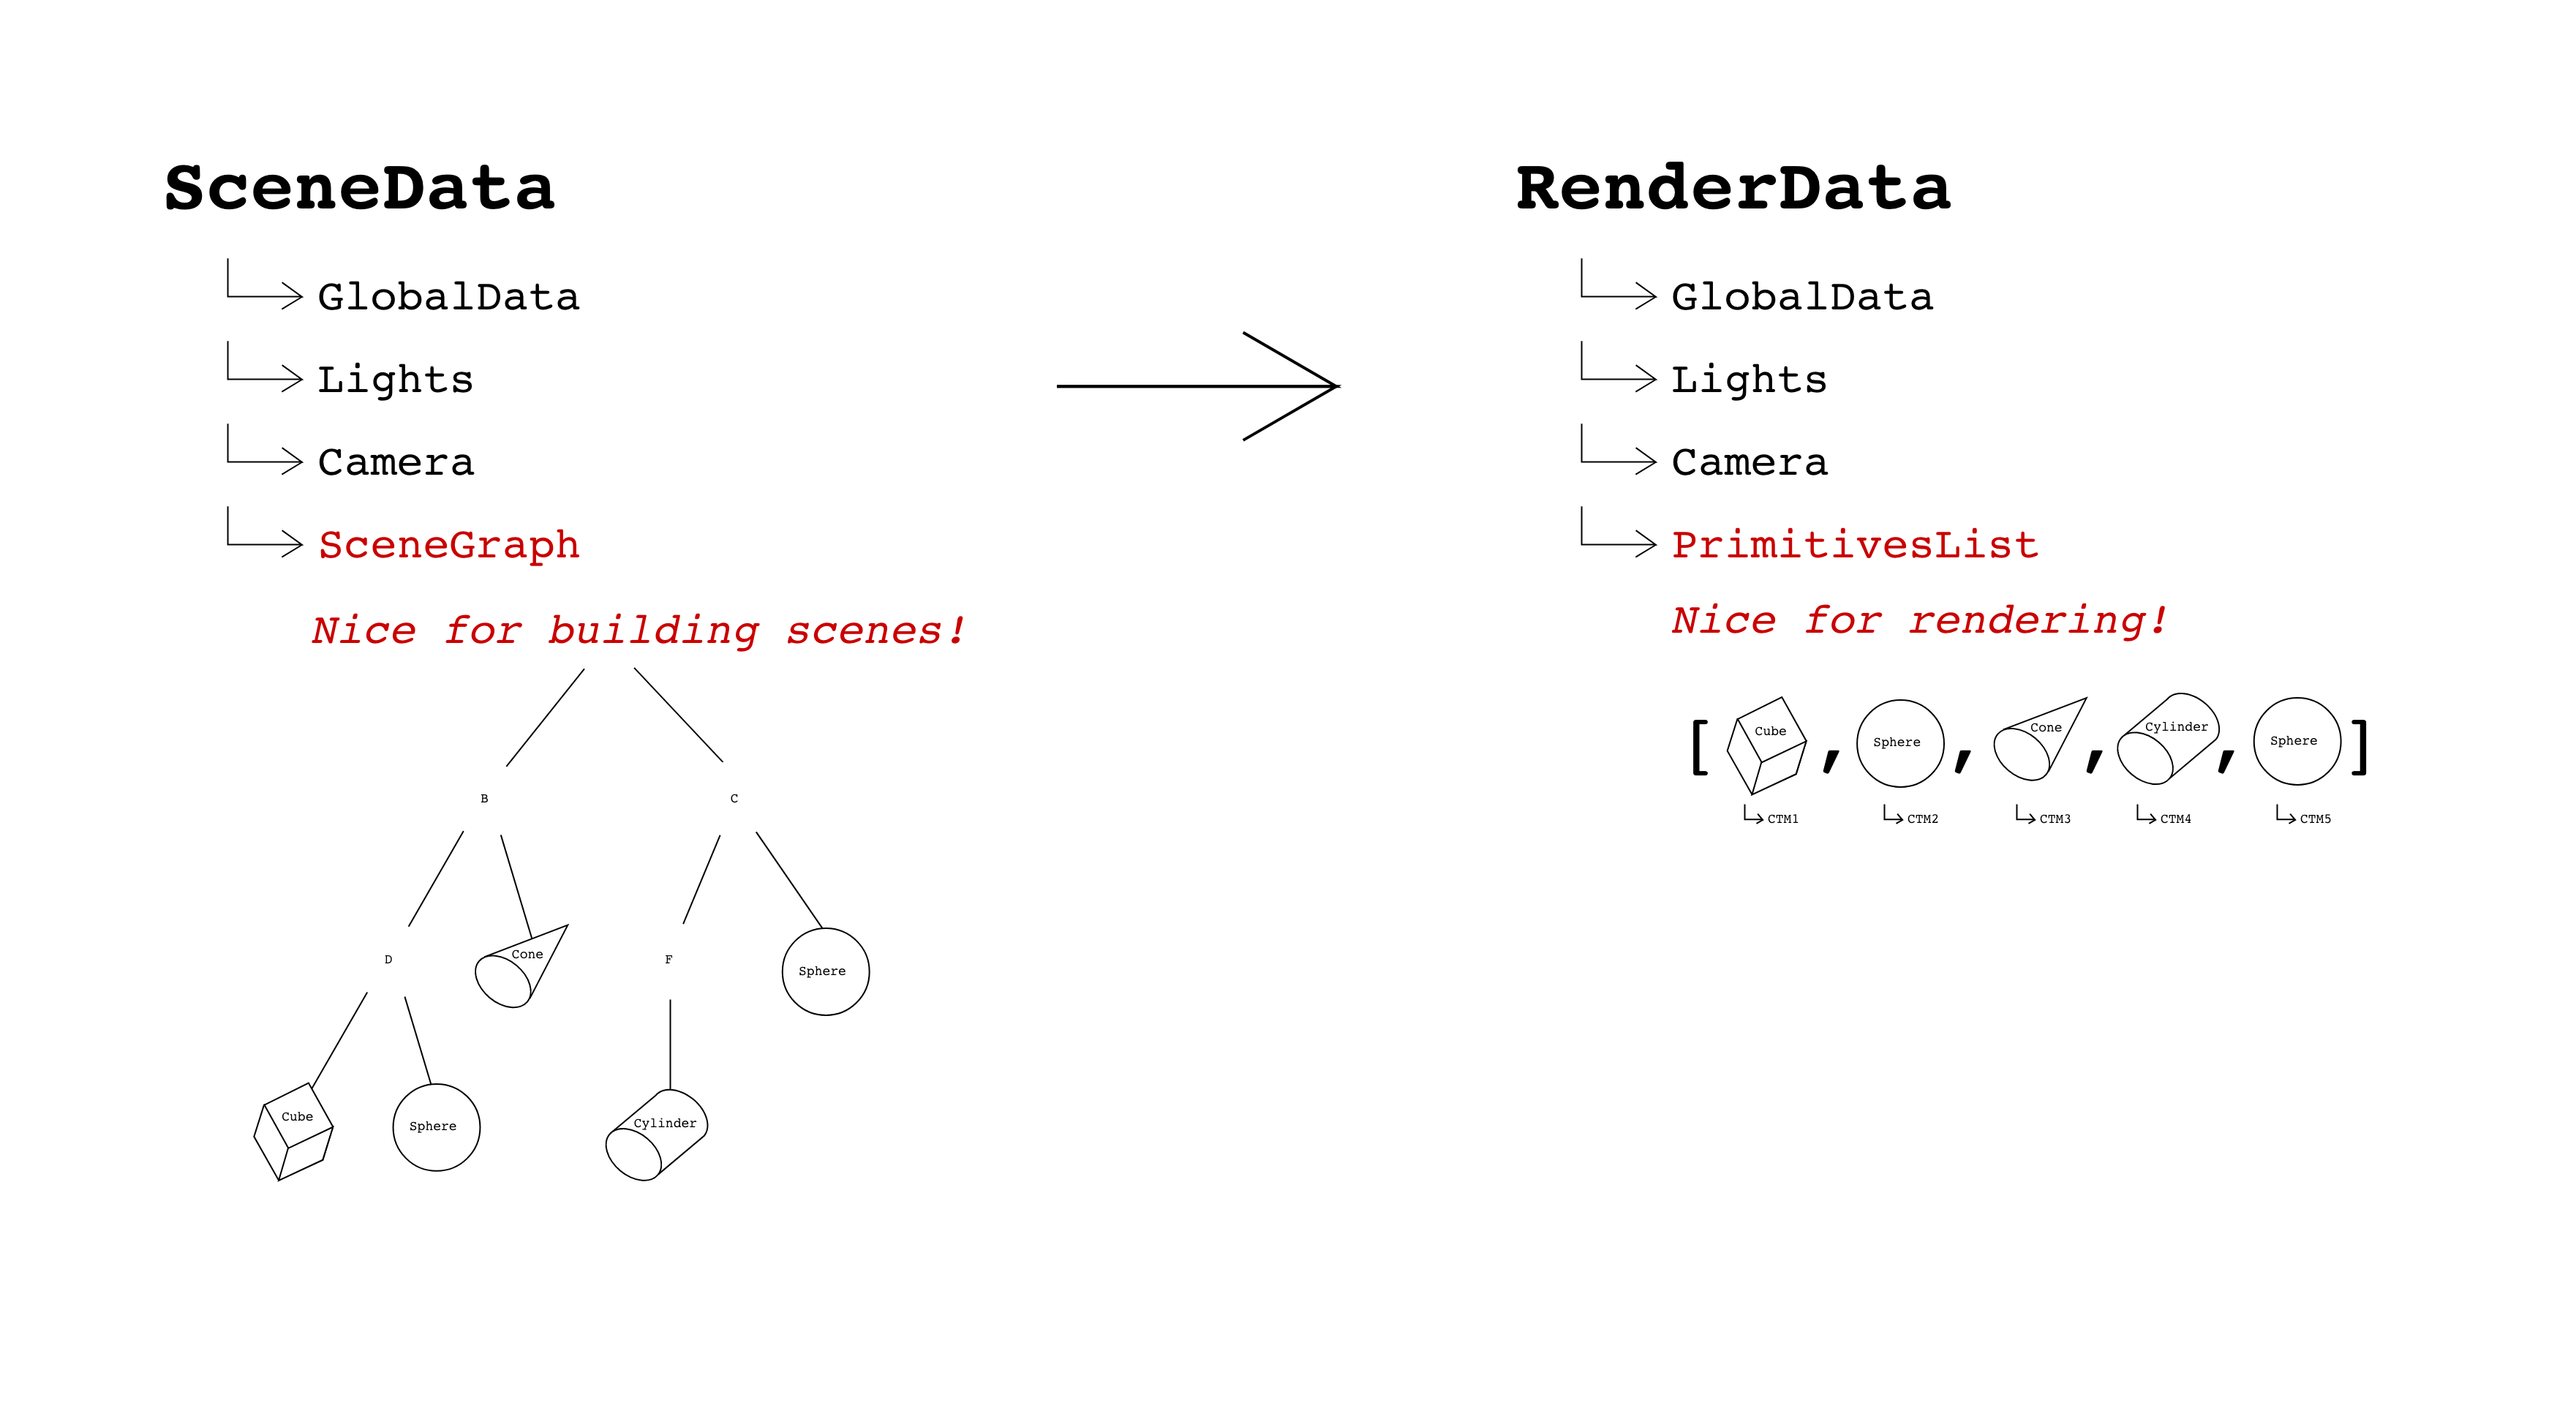 SceneData
GlobalData
Lights
Camera
SceneGraph
Nice for building scenes!
B
C
D
Cone
F
Sphere
Cube
Sphere
Cylinder
RenderData
GlobalData
Lights
Camera
PrimitivesList
Nice for rendering!
[ Cube , Sphere , Cone , Cylinder , Sphere ]
CTM1 CTM2 CTM3 CTM4 CTM5